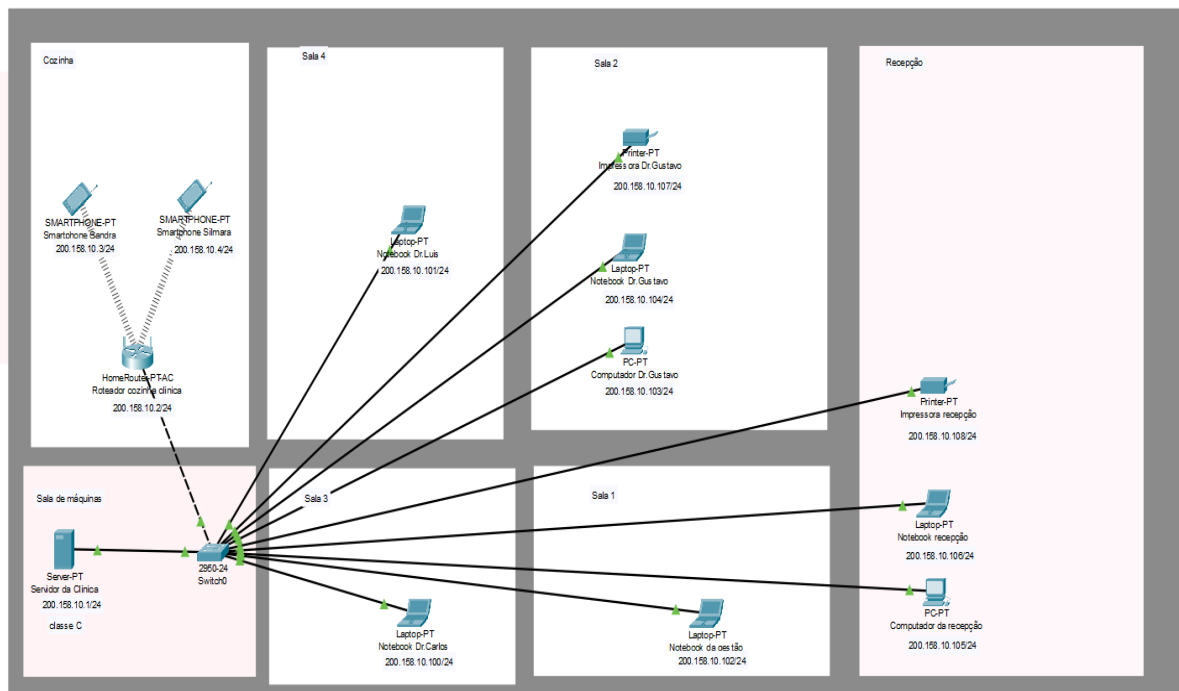 Cozinha
SMARTPHONE-PT
Smartohone Sandra
200.158.10.3/24
SMARTPHONE-PT
Smartphone Silmara
200.158.10.4/24
HomeRouter-PT-AC
Roteador cozinha clinica
200.158.10.2/24
Sala 4
Laptop-PT
Notebook Dr.Luis
200.158.10.101/24
Sala 2
Printer-PT
Impressora Dr.Gustavo
200.158.10.107/24
Laptop-PT
Notebook Dr.Gustavo
200.158.10.104/24
PC-PT
Computador Dr.Gustavo
200.158.10.103/24
Recepção
Printer-PT
Impressora recepção
200.158.10.108/24
Laptop-PT
Notebook recepção
200.158.10.106/24
PC-PT
Computador da recepção
200.158.10.105/24
Sala de máquinas
Server-PT
Servidor da Clínica
200.158.10.1/24
classe C
2950-24
Switch0
Sala 3
Laptop-PT
Notebook Dr.Carlos
200.158.10.100/24
Sala 1
Laptop-PT
Notebook da gestão
200.158.10.102/24